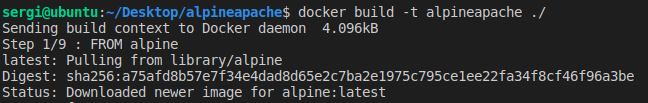 sergi@ubuntu:~/Desktop/alpineapache$ docker build -t alpineapache ./
Sending build context to Docker daemon  4.096kB
Step 1/9 : FROM alpine
latest: Pulling from library/alpine
Digest: sha256:a75afd8b57e7f34e4dad8d65e2c7ba2e1975c795ce1ee22fa34f8cf46f96a3be
Status: Downloaded newer image for alpine:latest